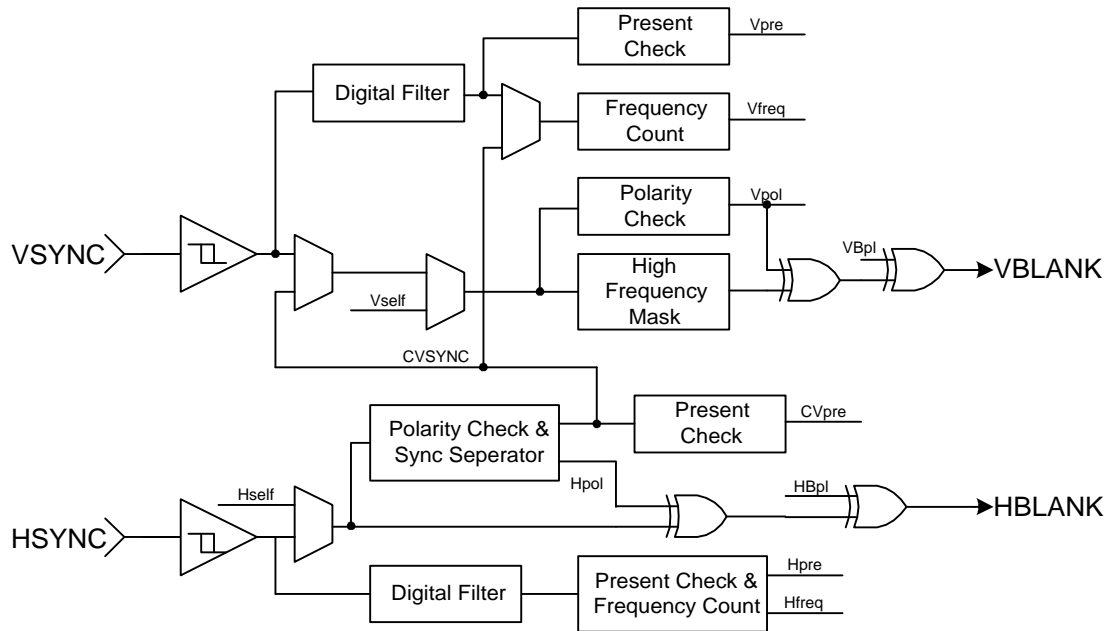 Present
Check
Vpre
Digital Filter
Frequency
Count
Vfreq
Polarity
Check
Vpol
VSYNC
VBpl
VBLANK
High
Frequency
Mask
Vself
CVSYNC
Polarity Check &
Sync Seperator
Present
Check
CVpre
Hpol
Hself
HBpl
HSYNC
HBLANK
Digital Filter
Present Check &
Frequency Count
Hpre
Hfreq